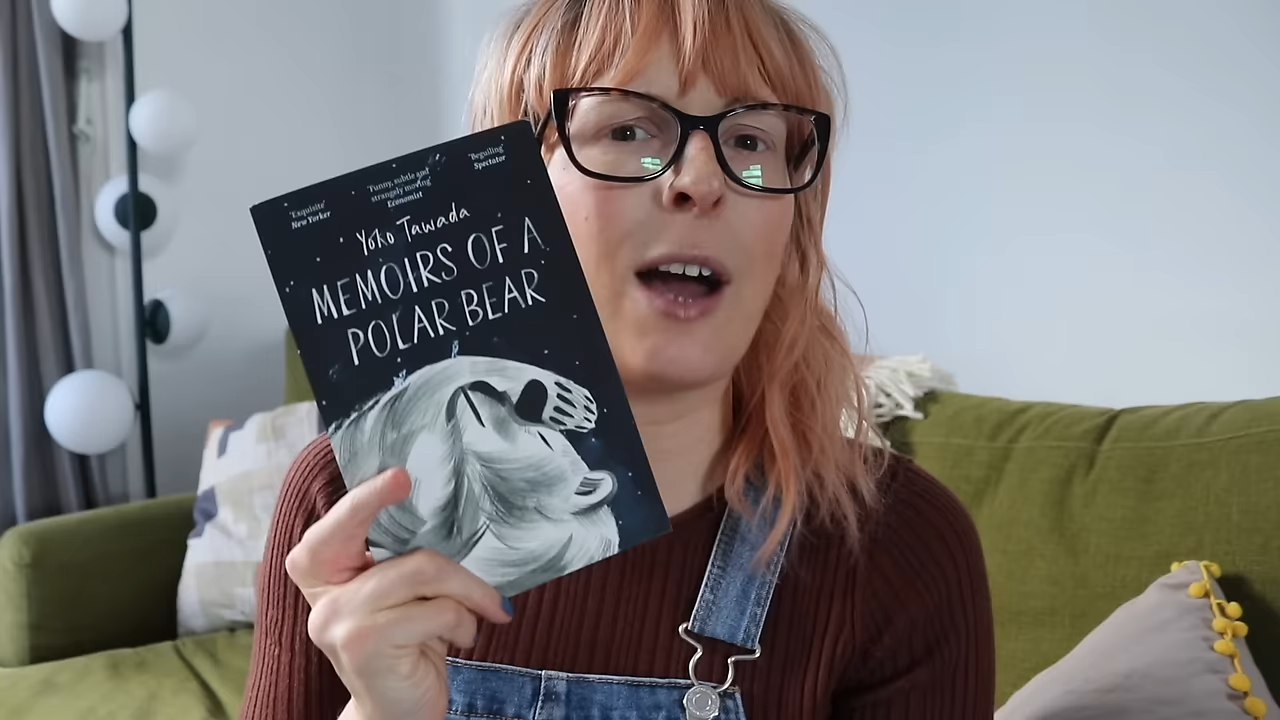 'Exquisite'
New Yorker
'Funny, subtle and
strangely moving'
Economist
'Beguiling'
Spectator
Yoko Tawada
MEMOIRS OF A
POLAR BEAR